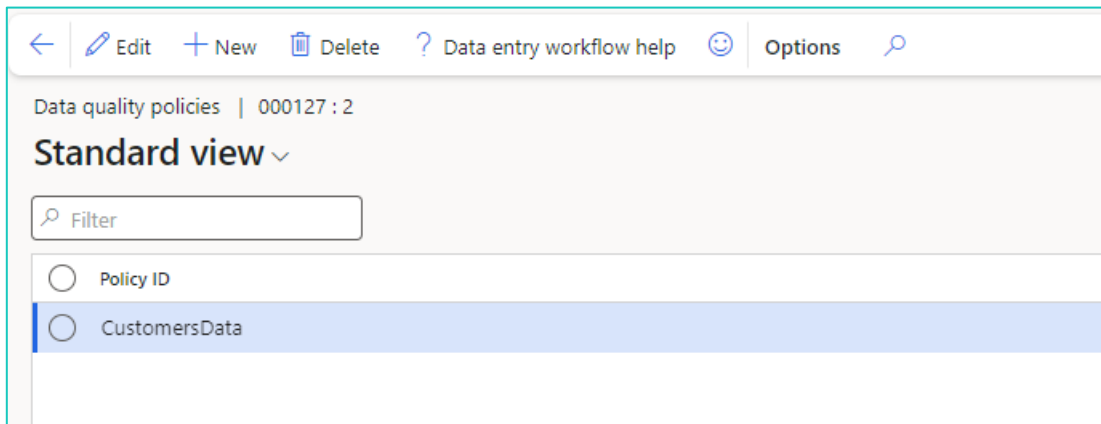 Edit New Delete ? Data entry workflow help Options
Data quality policies | 000127 : 2
Standard view
Filter
Policy ID
CustomersData